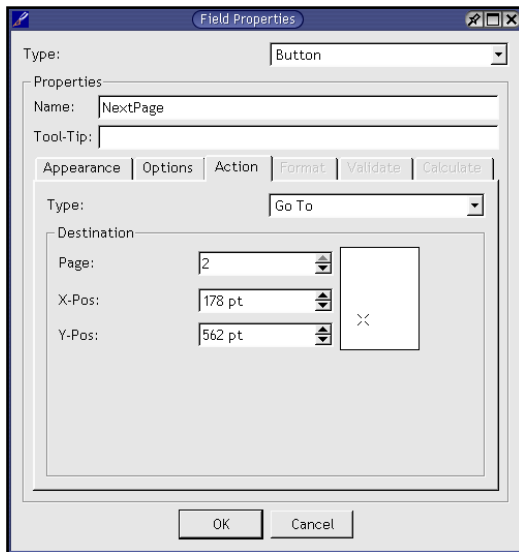 Field Properties
Type: Button
Properties
Name: NextPage
Tool-Tip:
Appearance Options Action Format Validate Calculate
Type: Go To
Destination
Page: 2
X-Pos: 178 pt
Y-Pos: 562 pt
OK Cancel